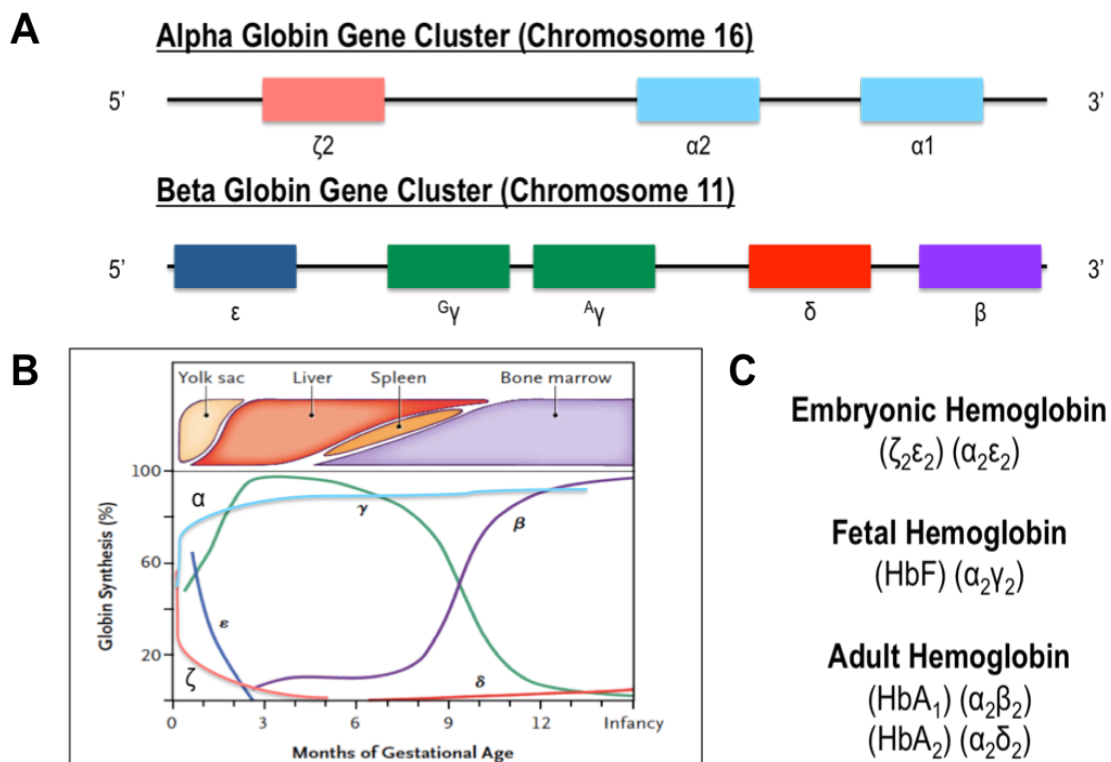 A
Alpha Globin Gene Cluster (Chromosome 16)
5’ 3’
ζ2 α2 α1
Beta Globin Gene Cluster (Chromosome 11)
5’ 3’
ε ᴳγ ᴬγ δ β
B
Yolk sac Liver Spleen Bone marrow
100
60
20
Globin Synthesis (%)
α
γ
β
ε
ζ
δ
0 3 6 9 12 Infancy
Months of Gestational Age
C
Embryonic Hemoglobin
(ζ₂ε₂) (α₂ε₂)
Fetal Hemoglobin
(HbF) (α₂γ₂)
Adult Hemoglobin
(HbA₁) (α₂β₂)
(HbA₂) (α₂δ₂)